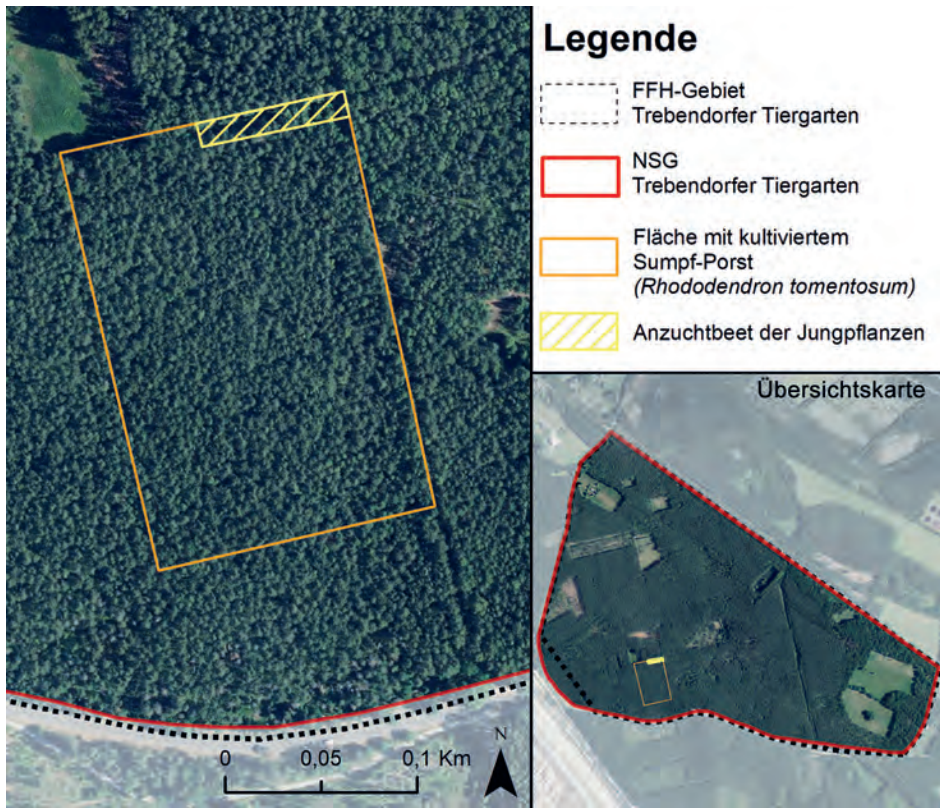 Legende
FFH-Gebiet
Trebendorfer Tiergarten
NSG
Trebendorfer Tiergarten
Fläche mit kultiviertem
Sumpf-Porst
(Rhododendron tomentosum)
Anzuchtbeet der Jungpflanzen
Übersichtskarte
N
0 0,05 0,1 Km